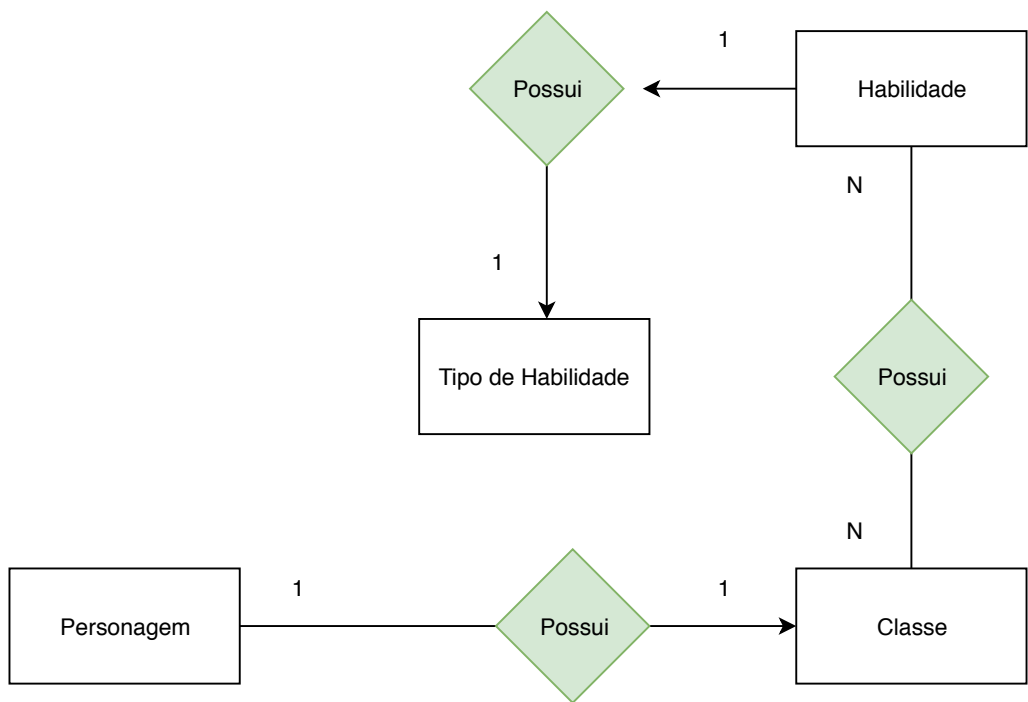 1
Possui
Habilidade
N
1
Tipo de Habilidade
Possui
N
1
1
Personagem
Possui
Classe